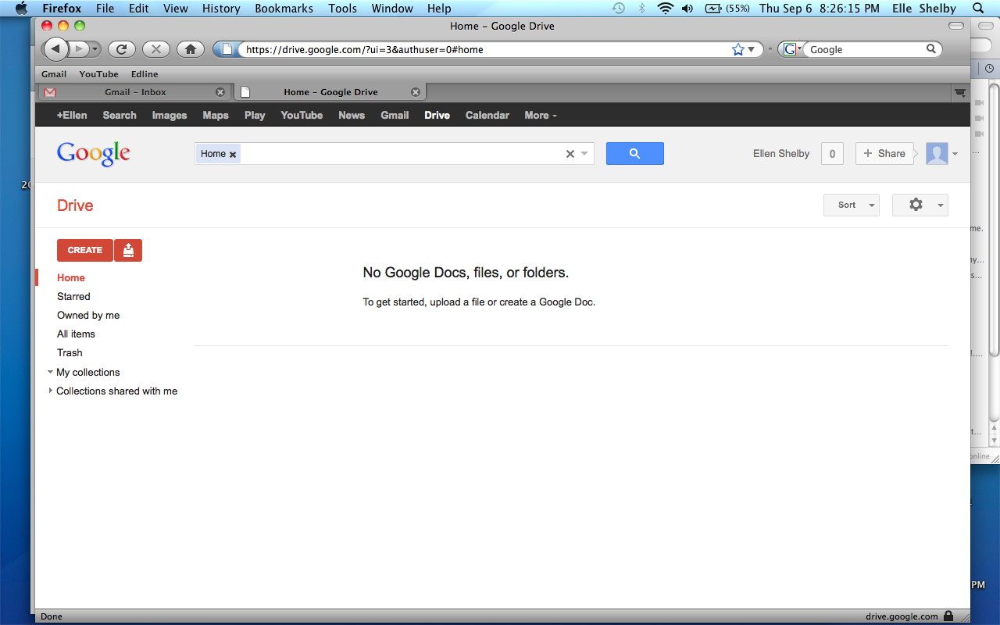 Firefox File Edit View History Bookmarks Tools Window Help (55%) Thu Sep 6 8:26:15 PM Elle Shelby
Home – Google Drive
https://drive.google.com/?ui=3&authuser=0#home Google
Gmail YouTube Edline
Gmail – Inbox Home – Google Drive
+Ellen Search Images Maps Play YouTube News Gmail Drive Calendar More
Google Home Ellen Shelby 0 + Share
Drive Sort
CREATE
Home
Starred
Owned by me
All items
Trash
My collections
Collections shared with me
No Google Docs, files, or folders.
To get started, upload a file or create a Google Doc.
20
me.
online
PM
Done drive.google.com